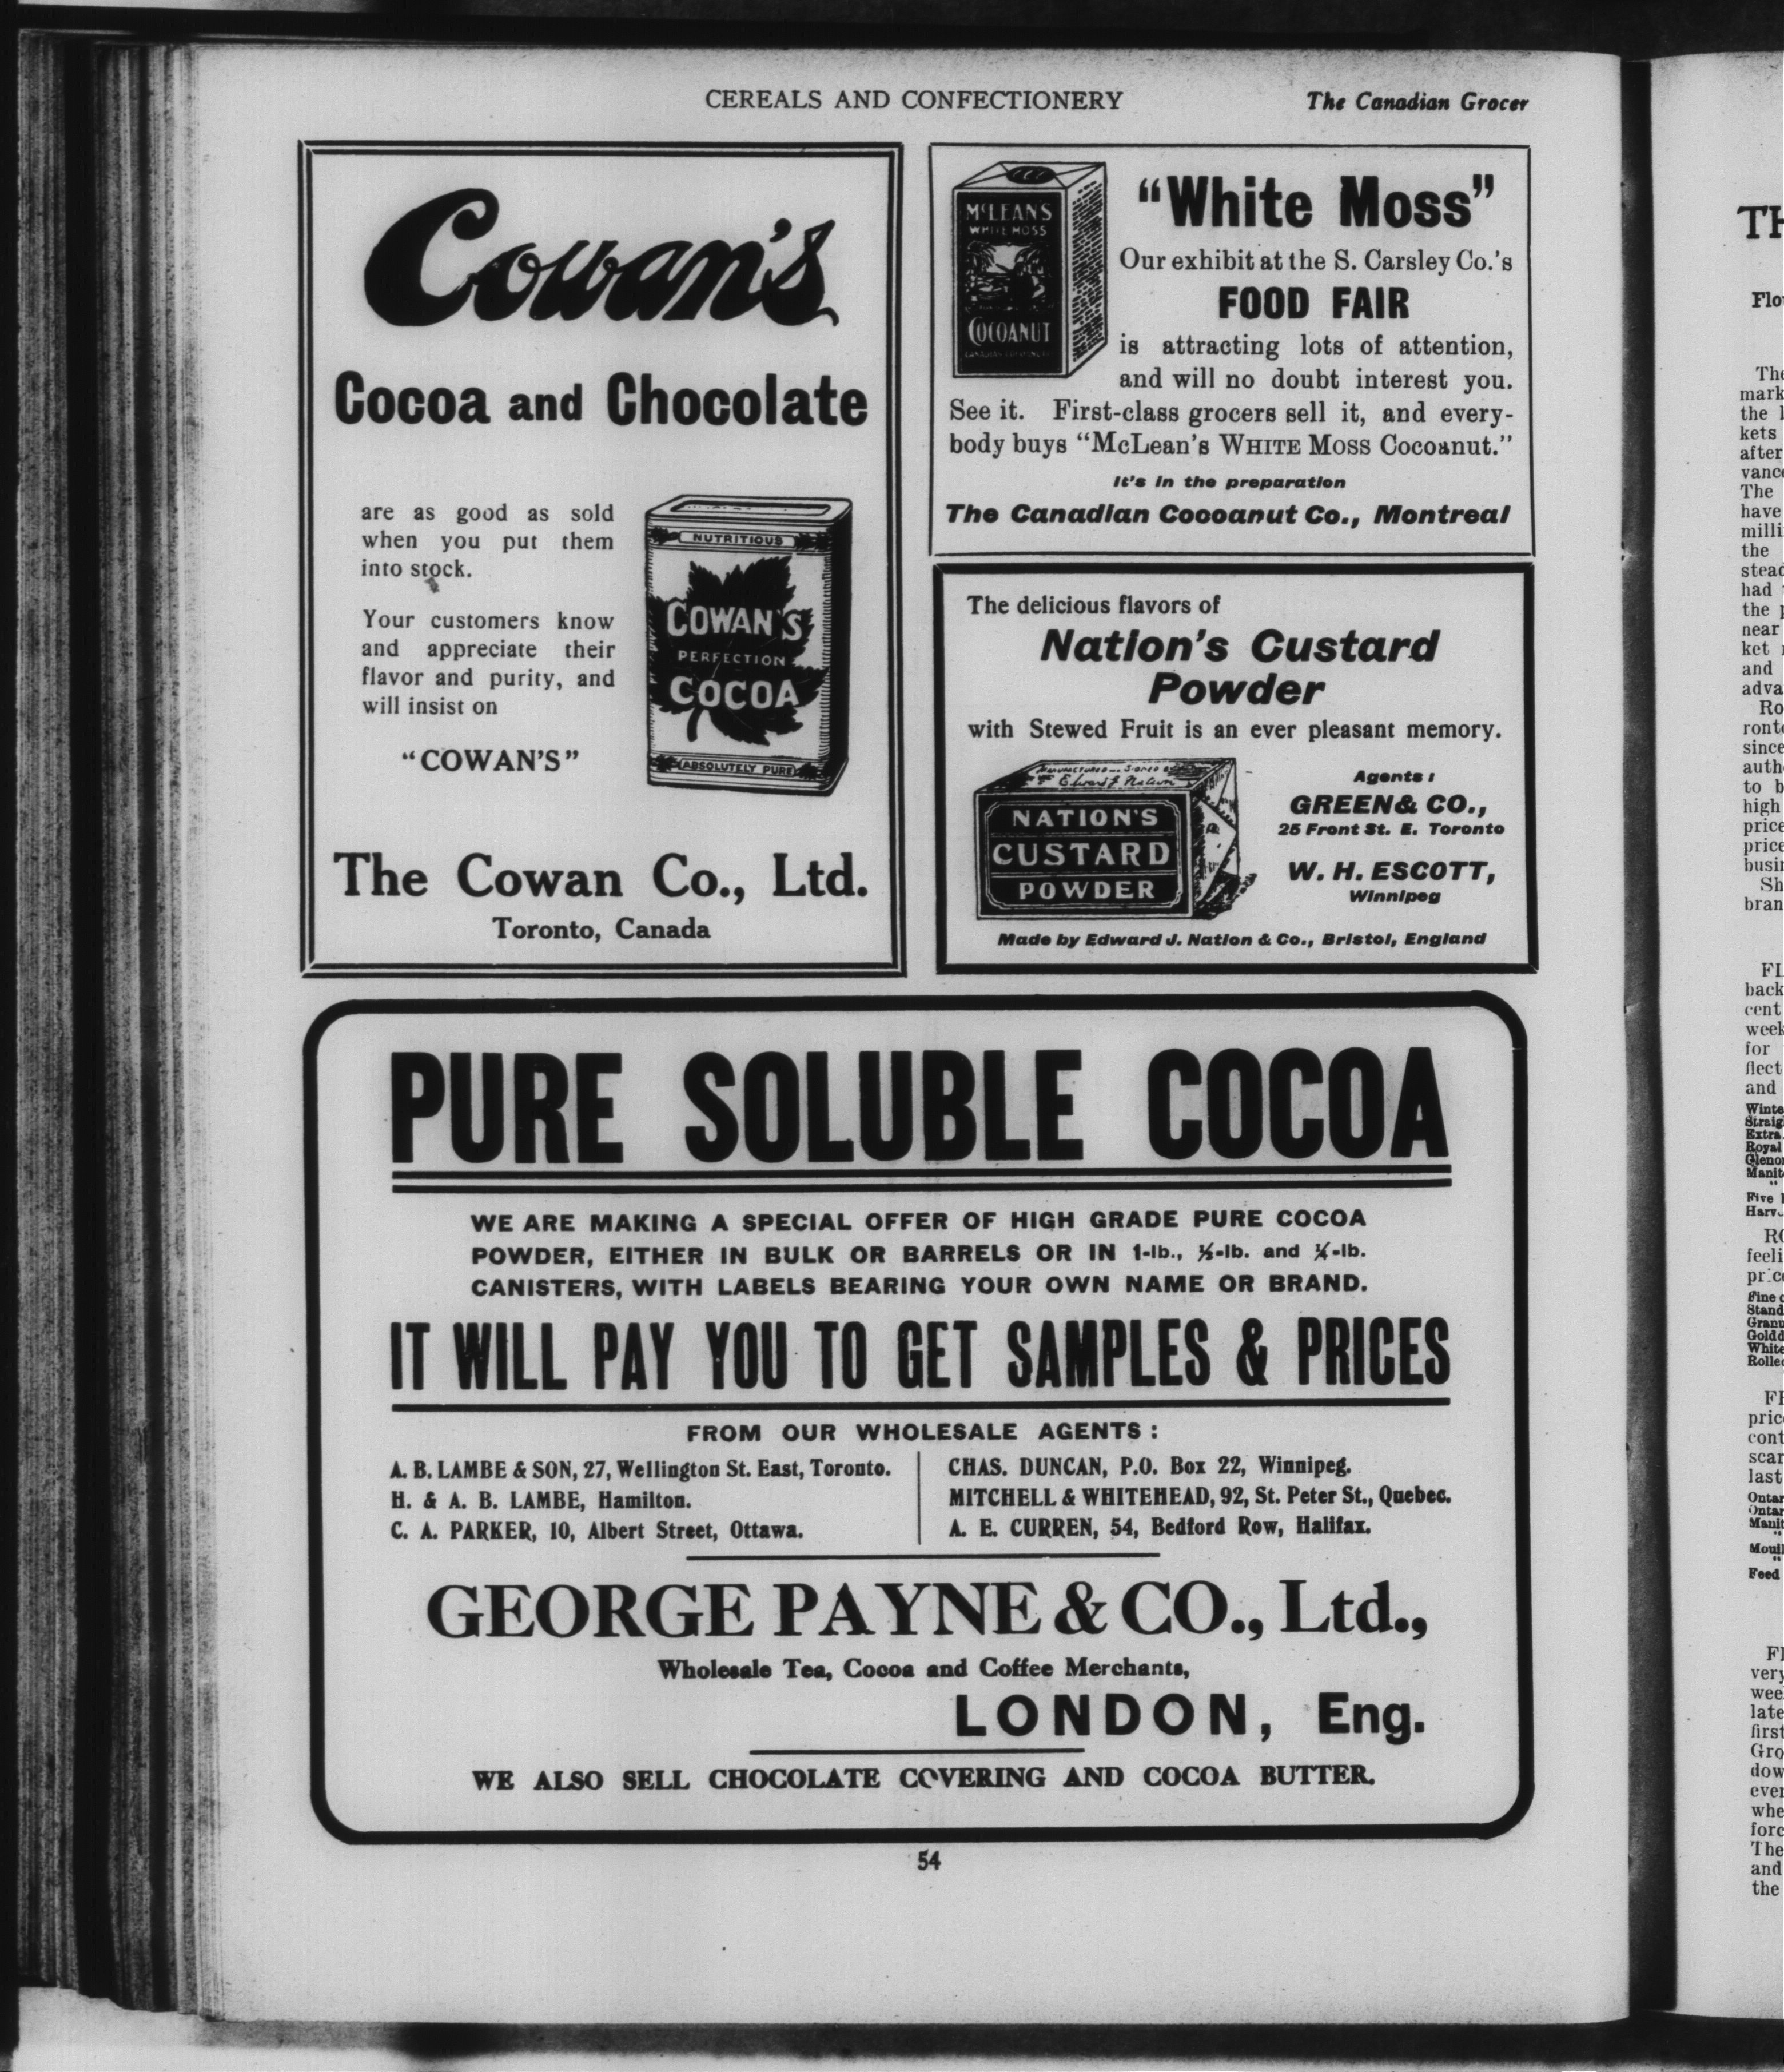 CEREALS AND CONFECTIONERY
The Canadian Grocer
Cowan's
Cocoa and Chocolate
are as good as sold
when you put them
into stock.
Your customers know
and appreciate their
flavor and purity, and
will insist on
"COWAN'S"
NUTRITIOUS
COWAN'S
PERFECTION
COCOA
ABSOLUTELY PURE
The Cowan Co., Ltd.
Toronto, Canada
McLEAN'S
WHITE MOSS
COCOANUT
"White Moss"
Our exhibit at the S. Carsley Co.'s
FOOD FAIR
is attracting lots of attention,
and will no doubt interest you.
See it. First-class grocers sell it, and every-
body buys "McLean's WHITE MOSS Cocoanut."
It's in the preparation
The Canadian Cocoanut Co., Montreal
The delicious flavors of
Nation's Custard
Powder
with Stewed Fruit is an ever pleasant memory.
Edward J. Nation
NATION'S
CUSTARD
POWDER
Agents:
GREEN & CO.,
25 Front St. E. Toronto
W. H. ESCOTT,
Winnipeg
Made by Edward J. Nation & Co., Bristol, England
PURE SOLUBLE COCOA
WE ARE MAKING A SPECIAL OFFER OF HIGH GRADE PURE COCOA
POWDER, EITHER IN BULK OR BARRELS OR IN 1-lb., ½-lb. and ¼-lb.
CANISTERS, WITH LABELS BEARING YOUR OWN NAME OR BRAND.
IT WILL PAY YOU TO GET SAMPLES & PRICES
FROM OUR WHOLESALE AGENTS:
A. B. LAMBE & SON, 27, Wellington St. East, Toronto.
H. & A. B. LAMBE, Hamilton.
C. A. PARKER, 10, Albert Street, Ottawa.
CHAS. DUNCAN, P.O. Box 22, Winnipeg.
MITCHELL & WHITEHEAD, 92, St. Peter St., Quebec.
A. E. CURREN, 54, Bedford Row, Halifax.
GEORGE PAYNE & CO., Ltd.,
Wholesale Tea, Cocoa and Coffee Merchants,
LONDON, Eng.
WE ALSO SELL CHOCOLATE COVERING AND COCOA BUTTER.
54